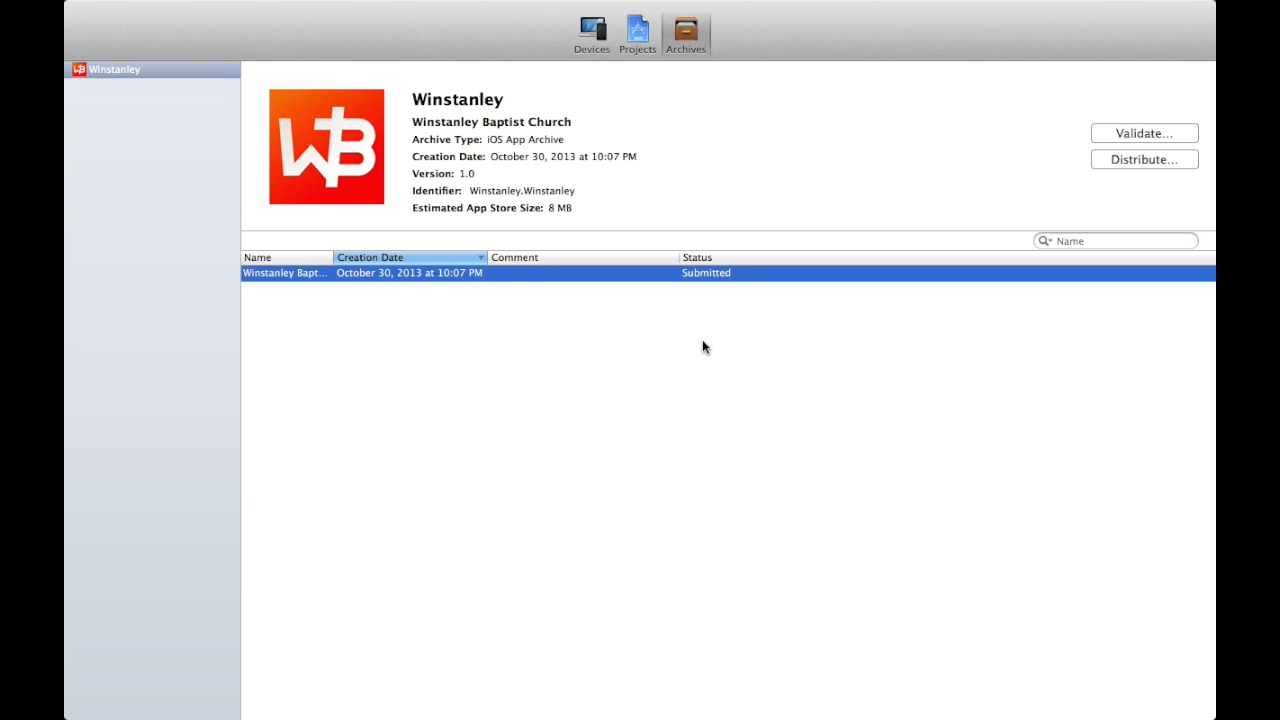 Devices Projects Archives
WB Winstanley
WB
Winstanley
Winstanley Baptist Church
Archive Type: iOS App Archive
Creation Date: October 30, 2013 at 10:07 PM
Version: 1.0
Identifier: Winstanley.Winstanley
Estimated App Store Size: 8 MB
Validate...
Distribute...
Name
Name Creation Date Comment Status
Winstanley Bapt... October 30, 2013 at 10:07 PM Submitted